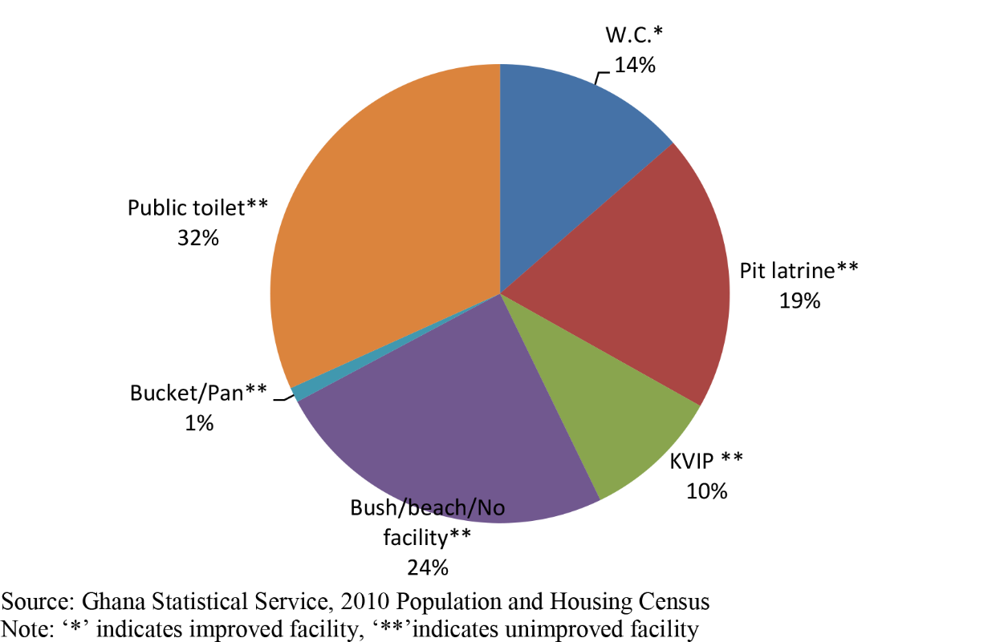 W.C.*
14%
Public toilet**
32%
Pit latrine**
19%
Bucket/Pan**
1%
KVIP **
10%
Bush/beach/No
facility**
24%
Source: Ghana Statistical Service, 2010 Population and Housing Census
Note: ‘*’ indicates improved facility, ‘**’indicates unimproved facility